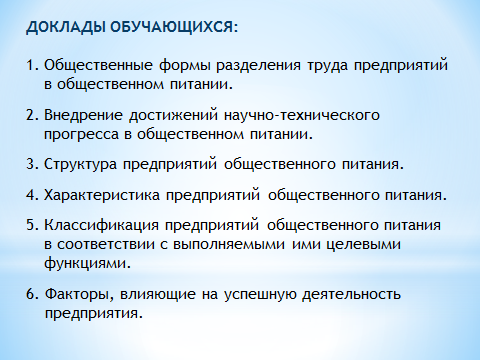 ДОКЛАДЫ ОБУЧАЮЩИХСЯ:
1. Общественные формы разделения труда предприятий
в общественном питании.
2. Внедрение достижений научно-технического
прогресса в общественном питании.
3. Структура предприятий общественного питания.
4. Характеристика предприятий общественного питания.
5. Классификация предприятий общественного питания
в соответствии с выполняемыми ими целевыми
функциями.
6. Факторы, влияющие на успешную деятельность
предприятия.